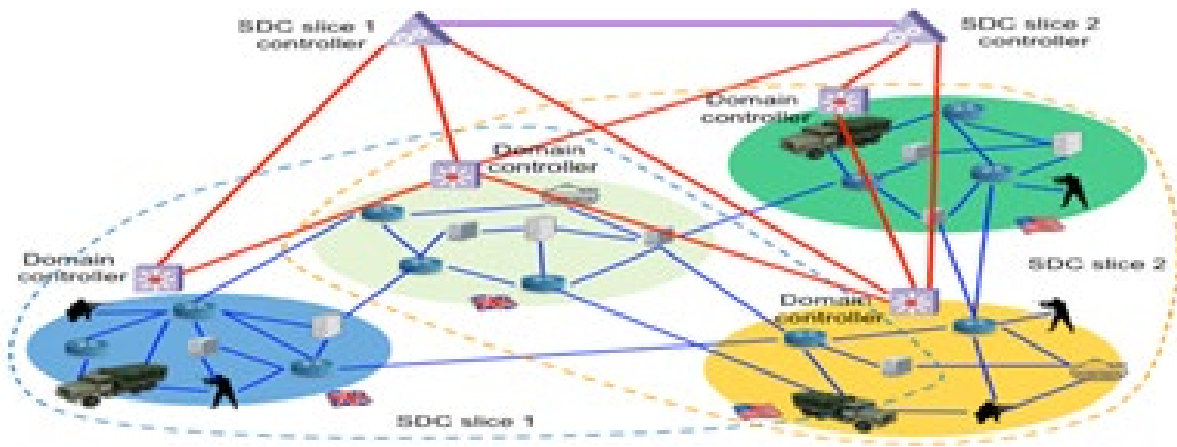 SDC slice 1
controller
SDC slice 2
controller
Domain
controller
Domain
controller
Domain
controller
SDC slice 2
Domain
controller
SDC slice 1